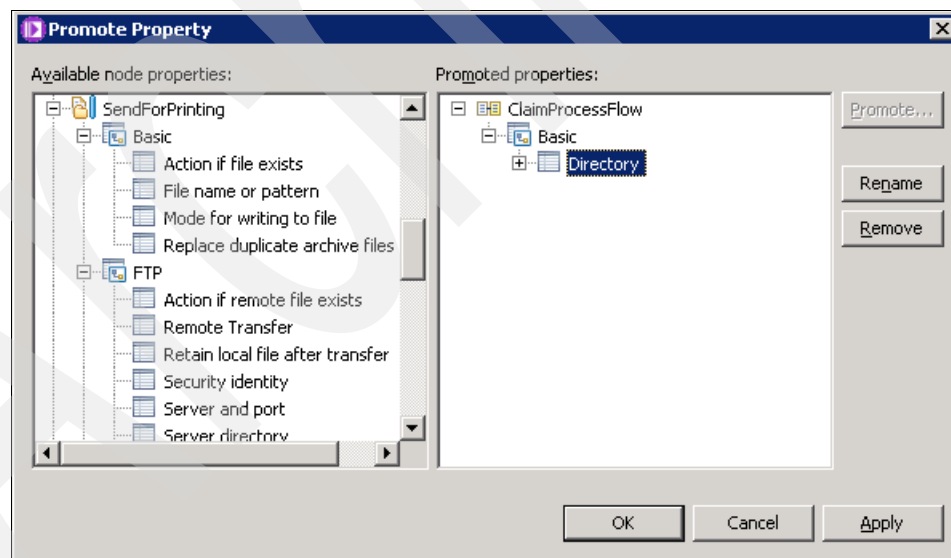 Promote Property
Available node properties:
SendForPrinting
Basic
Action if file exists
File name or pattern
Mode for writing to file
Replace duplicate archive files
FTP
Action if remote file exists
Remote Transfer
Retain local file after transfer
Security identity
Server and port
Server directory
Promoted properties:
ClaimProcessFlow
Basic
Directory
Promote...
Rename
Remove
OK
Cancel
Apply